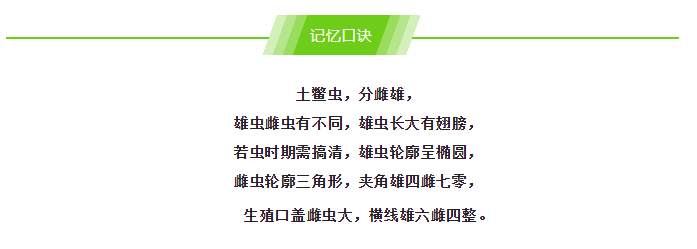 记忆口诀
土鳖虫，分雌雄，
雄虫雌虫有不同，雄虫长大有翅膀，
若虫时期需搞清，雄虫轮廓呈椭圆，
雌虫轮廓三角形，夹角雄四雌七零，
生殖口盖雌虫大，横线雄六雌四整。